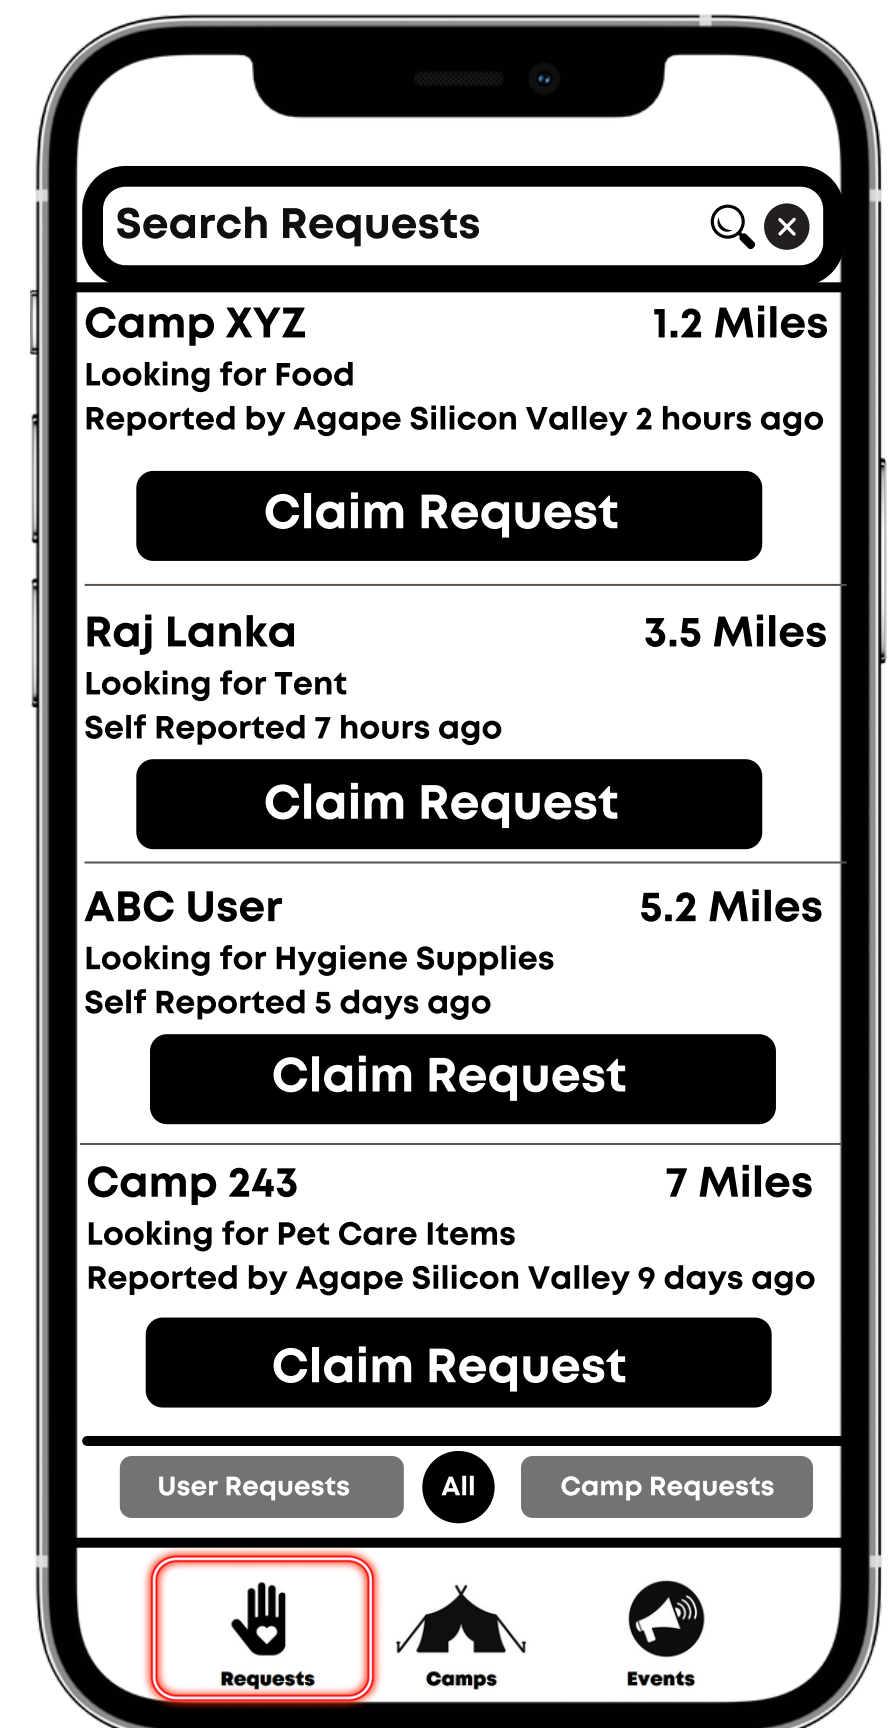 Search Requests
Camp XYZ 1.2 Miles
Looking for Food
Reported by Agape Silicon Valley 2 hours ago
Claim Request
Raj Lanka 3.5 Miles
Looking for Tent
Self Reported 7 hours ago
Claim Request
ABC User 5.2 Miles
Looking for Hygiene Supplies
Self Reported 5 days ago
Claim Request
Camp 243 7 Miles
Looking for Pet Care Items
Reported by Agape Silicon Valley 9 days ago
Claim Request
User Requests All Camp Requests
Requests Camps Events